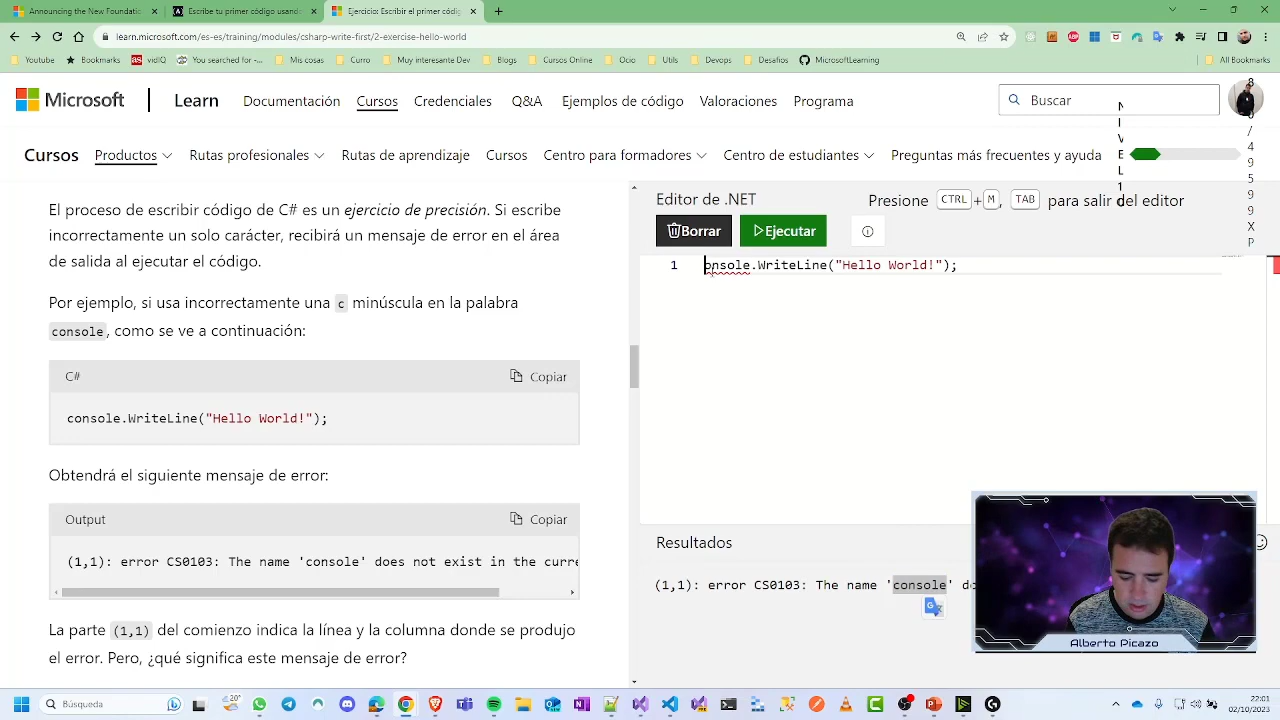 Announcing the New Foundatic
Escribe tu primer código usando
Ejercicio: Escribir el primer códig
learn.microsoft.com/es-es/training/modules/csharp-write-first/2-exercise-hello-world
Youtube
Bookmarks
vidIQ
You searched for -...
Mis cosas
Curro
Muy interesante Dev
Blogs
Cursos Online
Ocio
Utils
Devops
Desafios
MicrosoftLearning
All Bookmarks
Microsoft
Learn
Documentación
Cursos
Credenciales
Q&A
Ejemplos de código
Valoraciones
Programa
Buscar
Cursos
Productos
Rutas profesionales
Rutas de aprendizaje
Cursos
Centro para formadores
Centro de estudiantes
Preguntas más frecuentes y ayuda
El proceso de escribir código de C# es un ejercicio de precisión. Si escribe
incorrectamente un solo carácter, recibirá un mensaje de error en el área
de salida al ejecutar el código.
Por ejemplo, si usa incorrectamente una c minúscula en la palabra
console, como se ve a continuación:
C#
Copiar
console.WriteLine("Hello World!");
Obtendrá el siguiente mensaje de error:
Output
Copiar
(1,1): error CS0103: The name 'console' does not exist in the curre
La parte (1,1) del comienzo indica la línea y la columna donde se produjo
el error. Pero, ¿qué significa este mensaje de error?
Editor de .NET
Presione CTRL+M, TAB para salir del editor
Borrar
Ejecutar
1
onsole.WriteLine("Hello World!");
Resultados
(1,1): error CS0103: The name 'console' do
Alberto Picazo
Búsqueda
20°
22:01
02/10/2023